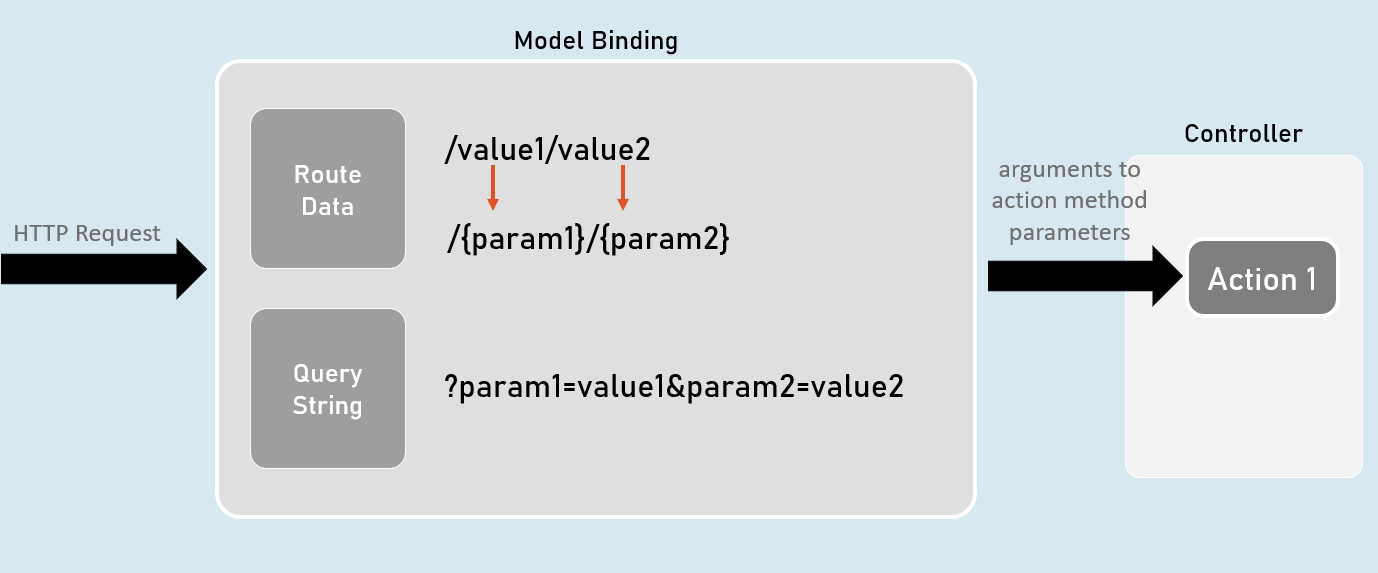 Model Binding
HTTP Request
Route
Data
/value1/value2
/{param1}/{param2}
Query
String
?param1=value1&param2=value2
arguments to
action method
parameters
Controller
Action 1